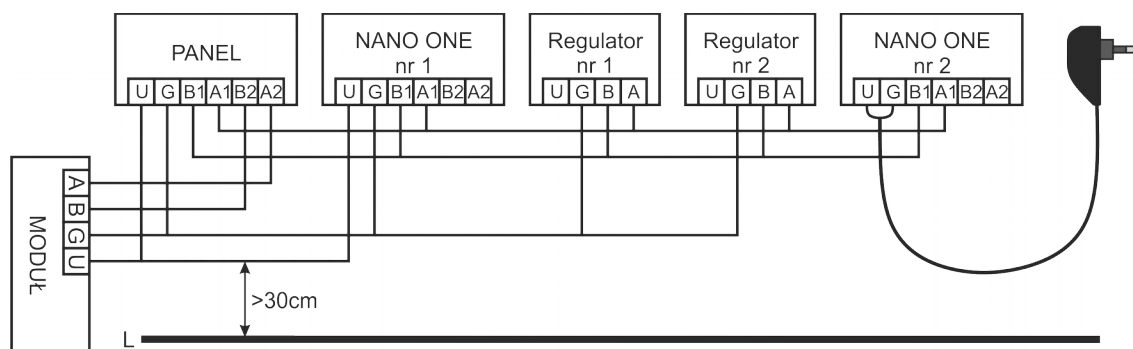 PANEL
U G B1 A1 B2 A2
NANO ONE
nr 1
U G B1 A1 B2 A2
Regulator
nr 1
U G B A
Regulator
nr 2
U G B A
NANO ONE
nr 2
U G B1 A1 B2 A2
MODUŁ
A
B
G
U
>30cm
L